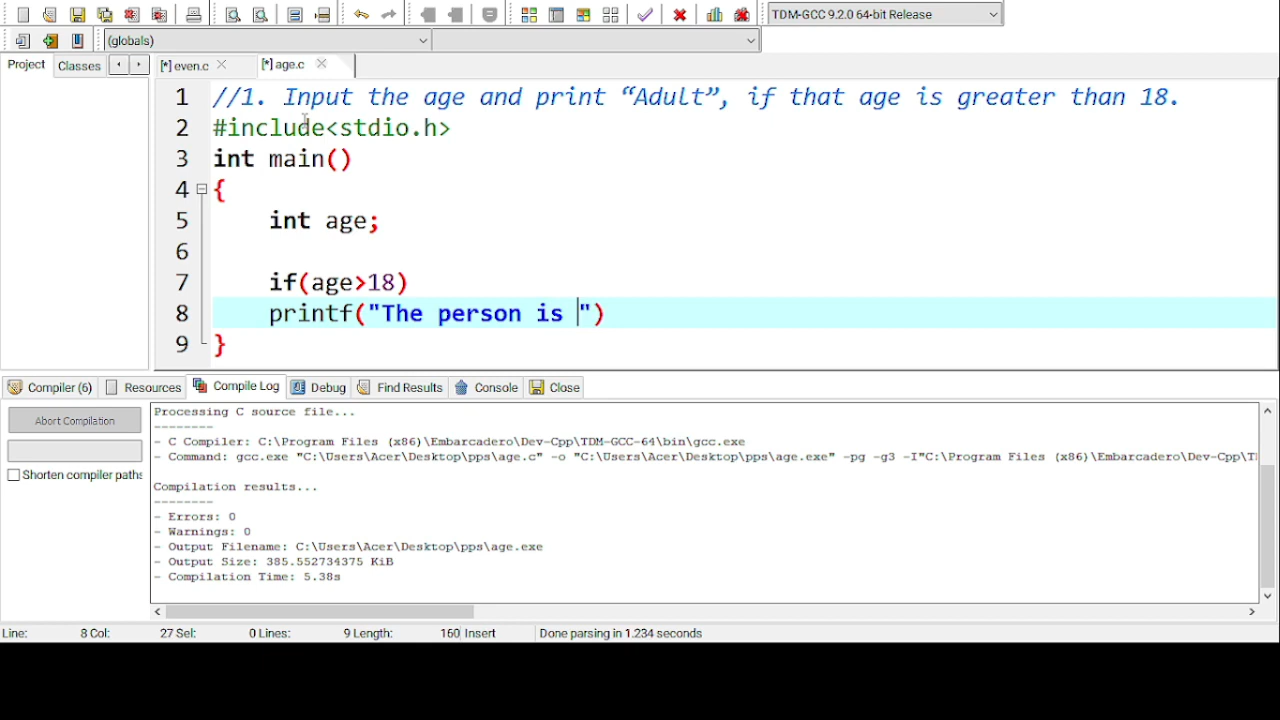 TDM-GCC 9.2.0 64-bit Release
(globals)
Project Classes [*] even.c [*] age.c
1 //1. Input the age and print “Adult”, if that age is greater than 18.
2 #include<stdio.h>
3 int main()
4 {
5 int age;
6
7 if(age>18)
8 printf("The person is ")
9 }
Compiler (6) Resources Compile Log Debug Find Results Console Close
Abort Compilation
Shorten compiler paths
Processing C source file...
--------
- C Compiler: C:\Program Files (x86)\Embarcadero\Dev-Cpp\TDM-GCC-64\bin\gcc.exe
- Command: gcc.exe "C:\Users\Acer\Desktop\pps\age.c" -o "C:\Users\Acer\Desktop\pps\age.exe" -pg -g3 -I"C:\Program Files (x86)\Embarcadero\Dev-Cpp\T
Compilation results...
--------
- Errors: 0
- Warnings: 0
- Output Filename: C:\Users\Acer\Desktop\pps\age.exe
- Output Size: 385.552734375 KiB
- Compilation Time: 5.38s
Line: 8 Col: 27 Sel: 0 Lines: 9 Length: 160 Insert Done parsing in 1.234 seconds